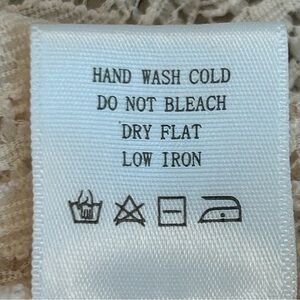 HAND WASH COLD
DO NOT BLEACH
DRY FLAT
LOW IRON